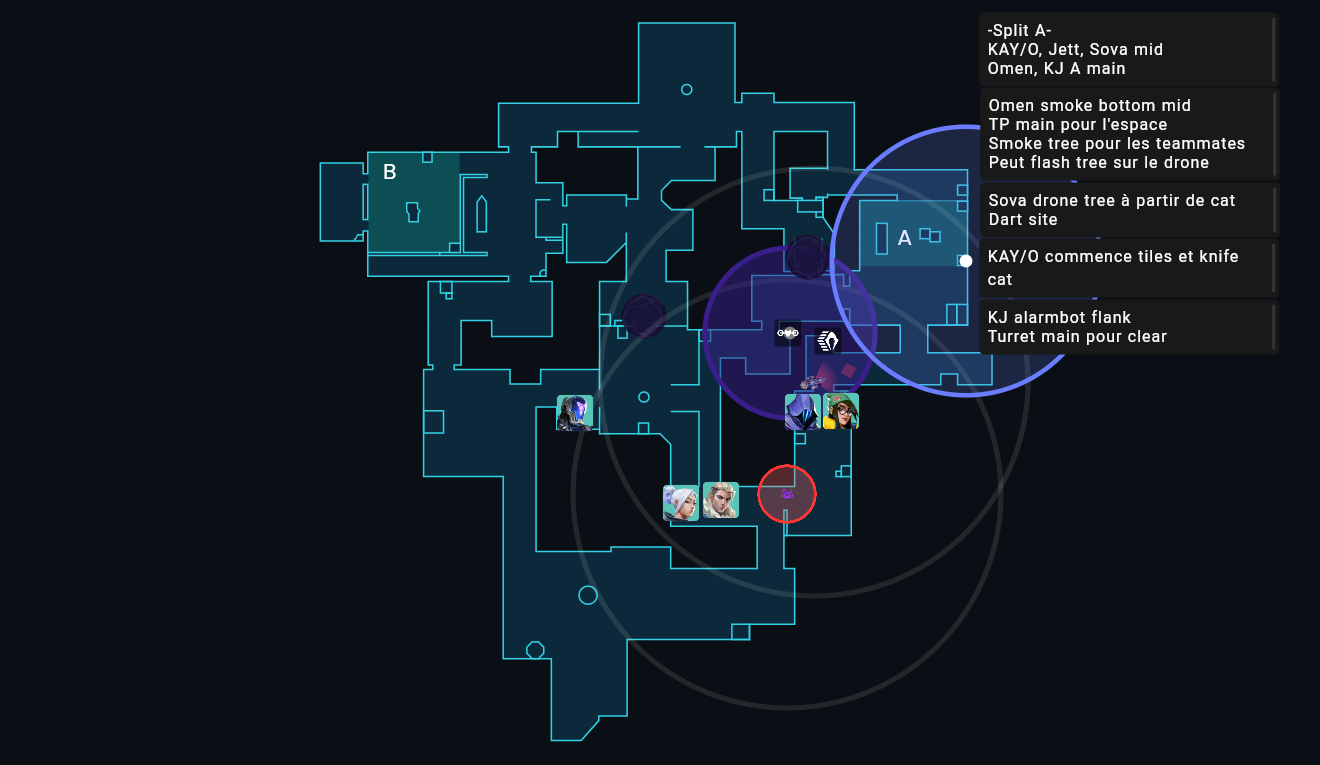 -Split A-
KAY/O, Jett, Sova mid
Omen, KJ A main
Omen smoke bottom mid
TP main pour l'espace
Smoke tree pour les teammates
Peut flash tree sur le drone
Sova drone tree à partir de cat
Dart site
KAY/O commence tiles et knife
cat
KJ alarmbot flank
Turret main pour clear
B
A